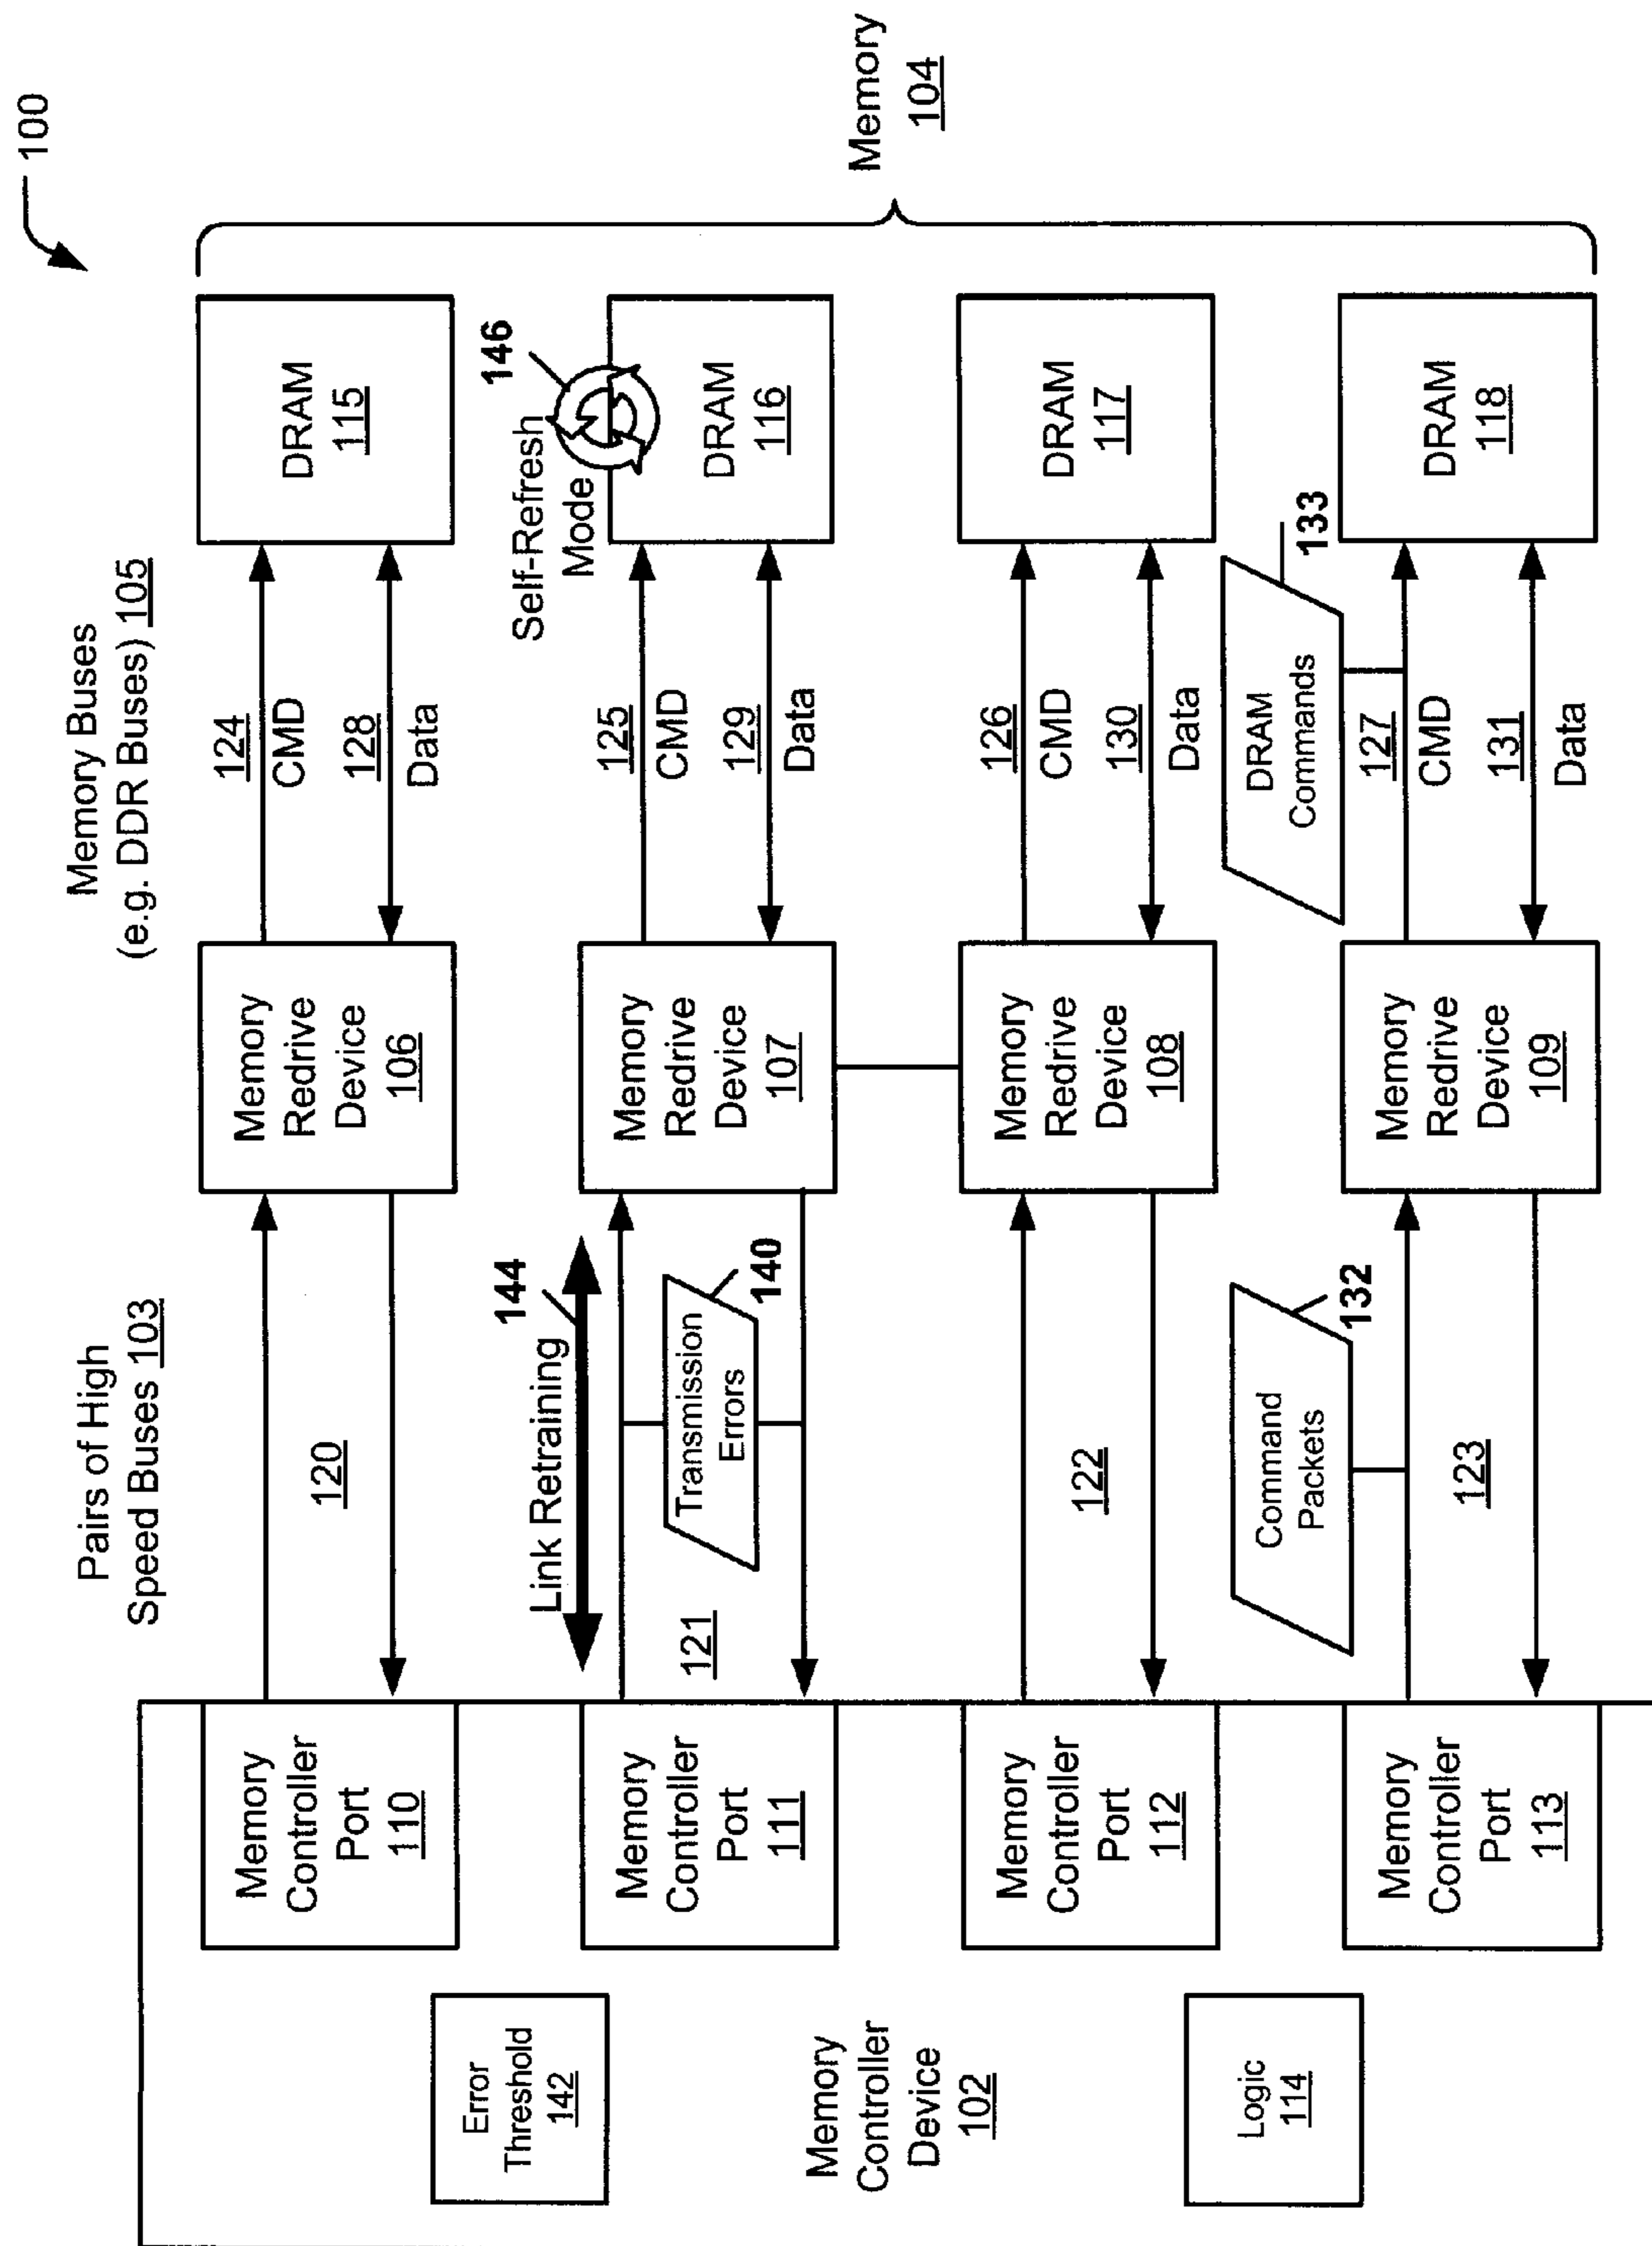 100
Pairs of High
Speed Buses 103
Memory Buses
(e.g. DDR Buses) 105
Memory
Controller
Port
110
120
Memory
Redrive
Device
106
124
CMD
128
Data
DRAM
115
Error
Threshold
142
Memory
Controller
Port
111
121
Link Retraining
144
Transmission
Errors
140
Memory
Redrive
Device
107
125
CMD
129
Data
Self-Refresh
Mode
146
DRAM
116
Memory
Controller
Device
102
Memory
104
Memory
Controller
Port
112
122
Memory
Redrive
Device
108
126
CMD
130
Data
DRAM
117
Logic
114
Memory
Controller
Port
113
Command
Packets
132
123
Memory
Redrive
Device
109
DRAM
Commands
133
127
CMD
131
Data
DRAM
118